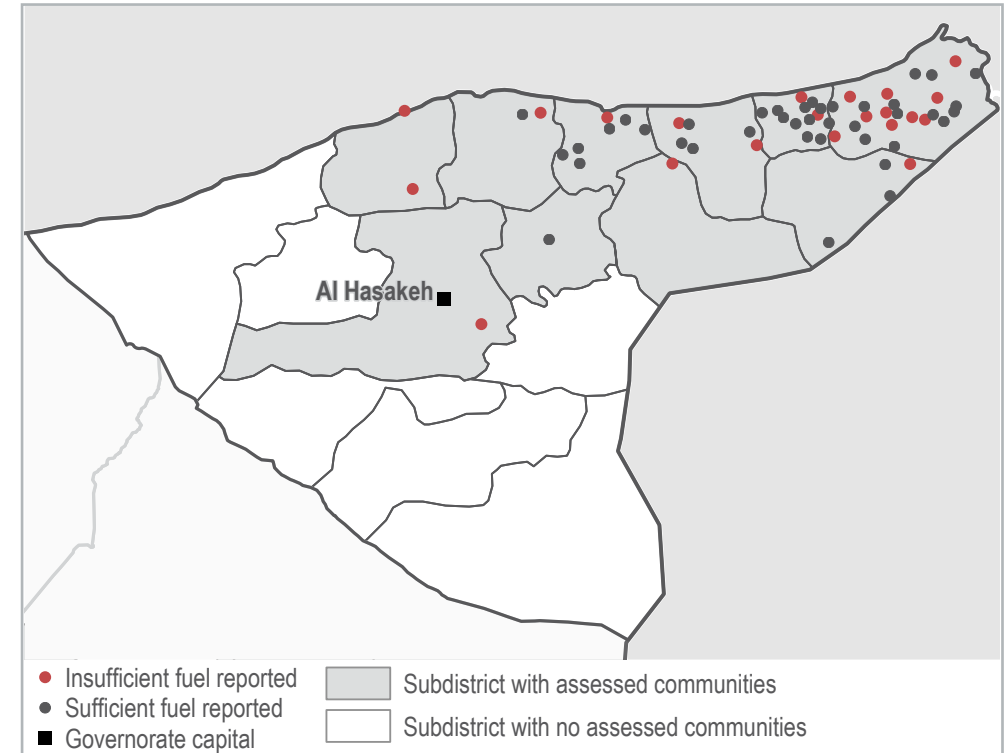 Al Hasakeh
Insufficient fuel reported
Sufficient fuel reported
Governorate capital
Subdistrict with assessed communities
Subdistrict with no assessed communities